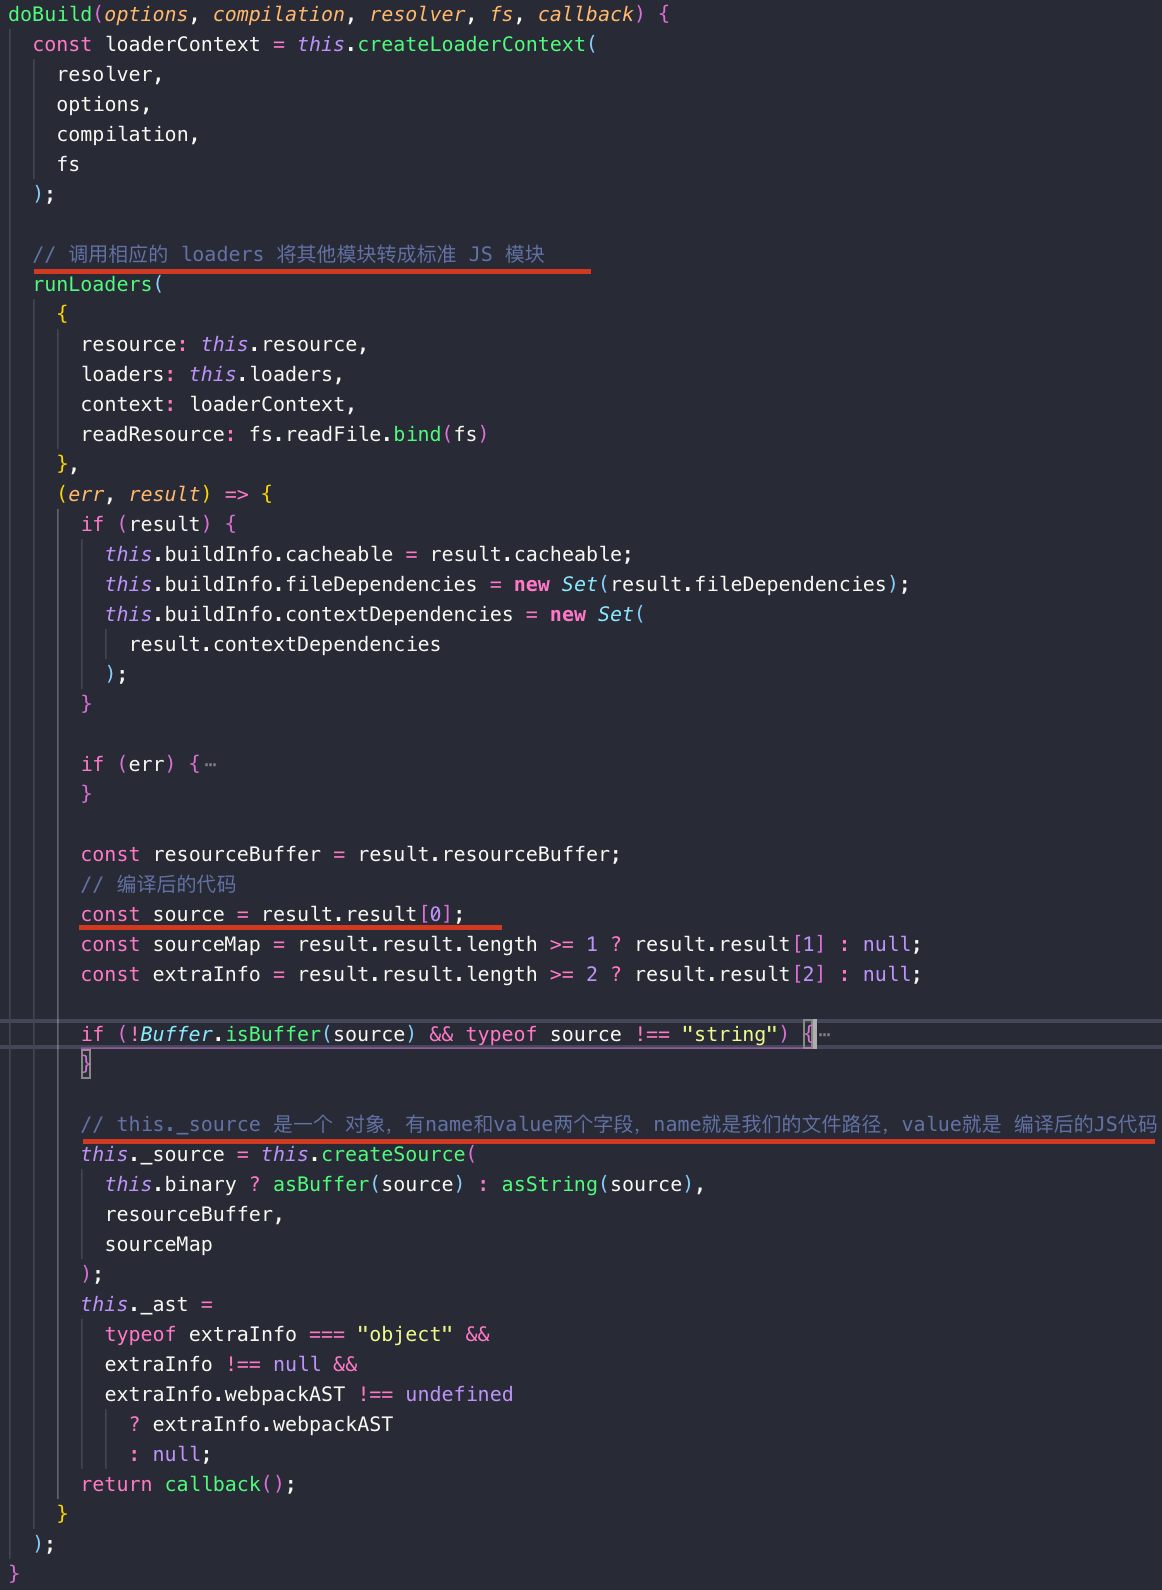 doBuild(options, compilation, resolver, fs, callback) {
const loaderContext = this.createLoaderContext(
resolver,
options,
compilation,
fs
);
// 调用相应的 loaders 将其他模块转成标准 JS 模块
runLoaders(
{
resource: this.resource,
loaders: this.loaders,
context: loaderContext,
readResource: fs.readFile.bind(fs)
},
(err, result) => {
if (result) {
this.buildInfo.cacheable = result.cacheable;
this.buildInfo.fileDependencies = new Set(result.fileDependencies);
this.buildInfo.contextDependencies = new Set(
result.contextDependencies
);
}
if (err) {⋯
}
const resourceBuffer = result.resourceBuffer;
// 编译后的代码
const source = result.result[0];
const sourceMap = result.result.length >= 1 ? result.result[1] : null;
const extraInfo = result.result.length >= 2 ? result.result[2] : null;
if (!Buffer.isBuffer(source) && typeof source !== "string") {⋯
}
// this._source 是一个 对象，有name和value两个字段，name就是我们的文件路径，value就是 编译后的JS代码
this._source = this.createSource(
this.binary ? asBuffer(source) : asString(source),
resourceBuffer,
sourceMap
);
this._ast =
typeof extraInfo === "object" &&
extraInfo !== null &&
extraInfo.webpackAST !== undefined
? extraInfo.webpackAST
: null;
return callback();
}
);
}